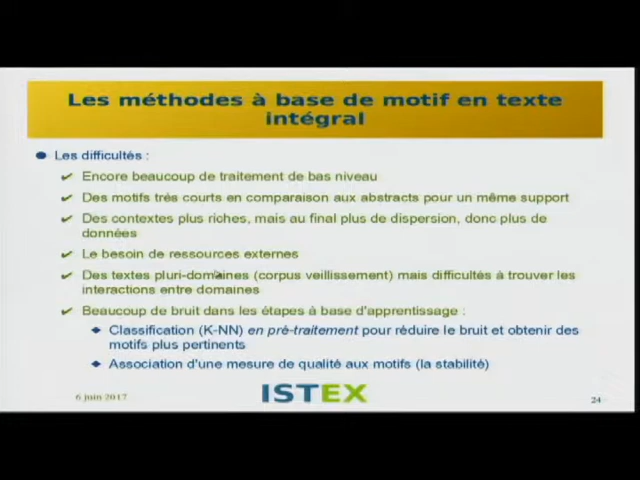 Les méthodes à base de motif en texte
intégral
Les difficultés :
Encore beaucoup de traitement de bas niveau
Des motifs très courts en comparaison aux abstracts pour un même support
Des contextes plus riches, mais au final plus de dispersion, donc plus de
données
Le besoin de ressources externes
Des textes pluri-domaines (corpus veillissement) mais difficultés à trouver les
interactions entre domaines
Beaucoup de bruit dans les étapes à base d'apprentissage :
Classification (K-NN) en pré-traitement pour réduire le bruit et obtenir des
motifs plus pertinents
Association d'une mesure de qualité aux motifs (la stabilité)
6 juin 2017
ISTEX
24